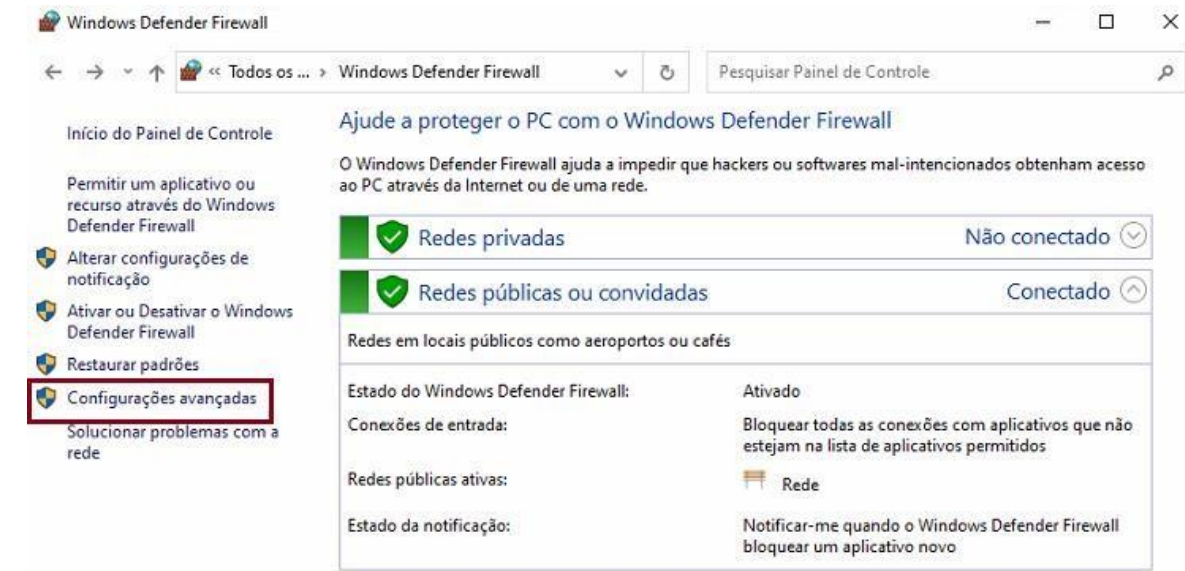 Windows Defender Firewall
« Todos os ... › Windows Defender Firewall
Pesquisar Painel de Controle
Início do Painel de Controle
Permitir um aplicativo ou
recurso através do Windows
Defender Firewall
Alterar configurações de
notificação
Ativar ou Desativar o Windows
Defender Firewall
Restaurar padrões
Configurações avançadas
Solucionar problemas com a
rede
Ajude a proteger o PC com o Windows Defender Firewall
O Windows Defender Firewall ajuda a impedir que hackers ou softwares mal-intencionados obtenham acesso
ao PC através da Internet ou de uma rede.
Redes privadas Não conectado
Redes públicas ou convidadas Conectado
Redes em locais públicos como aeroportos ou cafés
Estado do Windows Defender Firewall: Ativado
Conexões de entrada: Bloquear todas as conexões com aplicativos que não
estejam na lista de aplicativos permitidos
Redes públicas ativas: Rede
Estado da notificação: Notificar-me quando o Windows Defender Firewall
bloquear um aplicativo novo